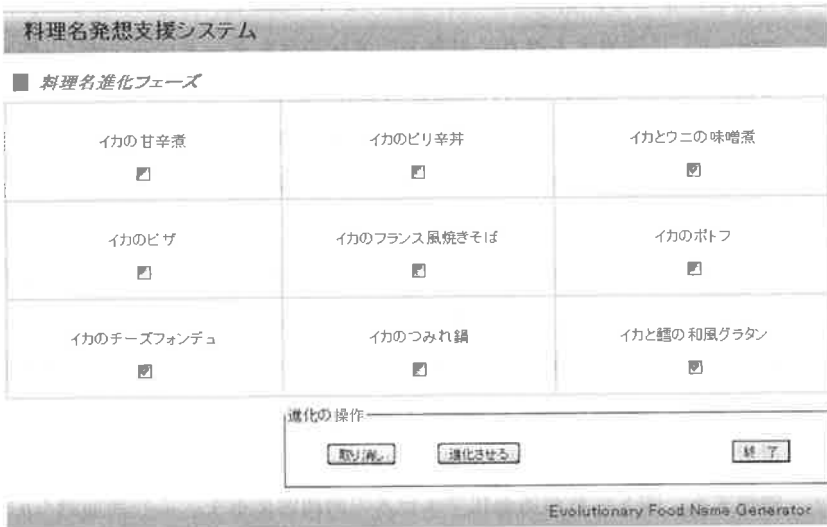 料理名発想支援システム
■ 料理名進化フェーズ
イカの甘辛煮 イカのピリ辛丼 イカとウニの味噌煮
イカのピザ イカのフランス風焼きそば イカのポトフ
イカのチーズフォンデュ イカのつみれ鍋 イカと鱈の和風グラタン
進化の操作
取り消し 進化させる 終了
Evolutionary Food Name Generator